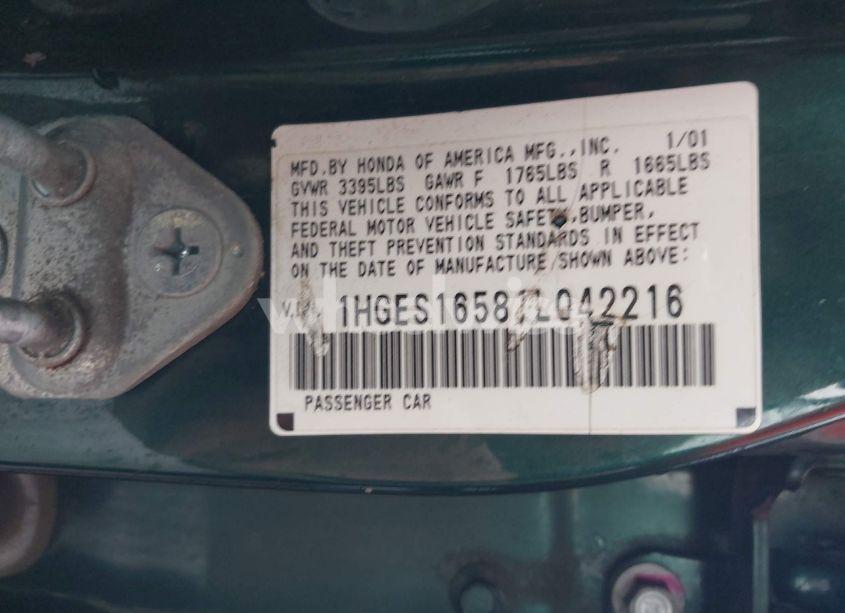 MFD.BY HONDA OF AMERICA MFG.,INC. 1/01
GVWR 3395LBS GAWR F 1765LBS R 1665LBS
THIS VEHICLE CONFORMS TO ALL APPLICABLE
FEDERAL MOTOR VEHICLE SAFETY,BUMPER,
AND THEFT PREVENTION STANDARDS IN EFFECT
ON THE DATE OF MANUFACTURE SHOWN ABOVE:
1HGES16581L042216
PASSENGER CAR